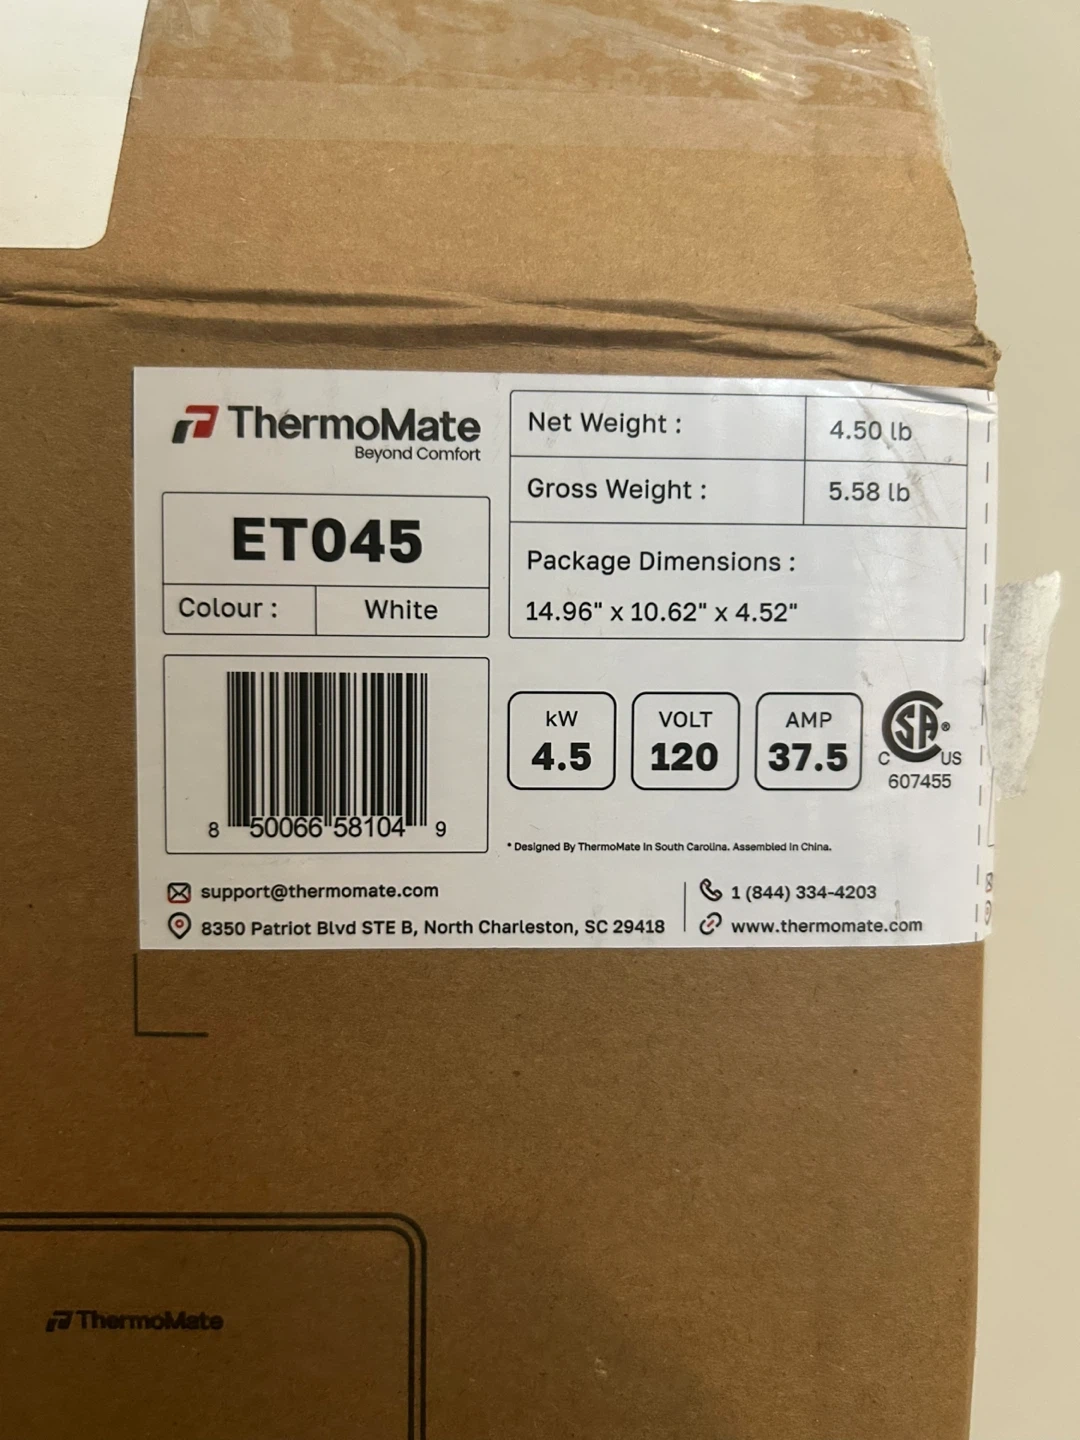 ThermoMate
Beyond Comfort
ET045
Colour : White
8 50066 58104 9
Net Weight : 4.50 lb
Gross Weight : 5.58 lb
Package Dimensions :
14.96" x 10.62" x 4.52"
kW
4.5
VOLT
120
AMP
37.5
CSA®
C US
607455
* Designed By ThermoMate In South Carolina. Assembled In China.
support@thermomate.com
8350 Patriot Blvd STE B, North Charleston, SC 29418
1 (844) 334-4203
www.thermomate.com
ThermoMate